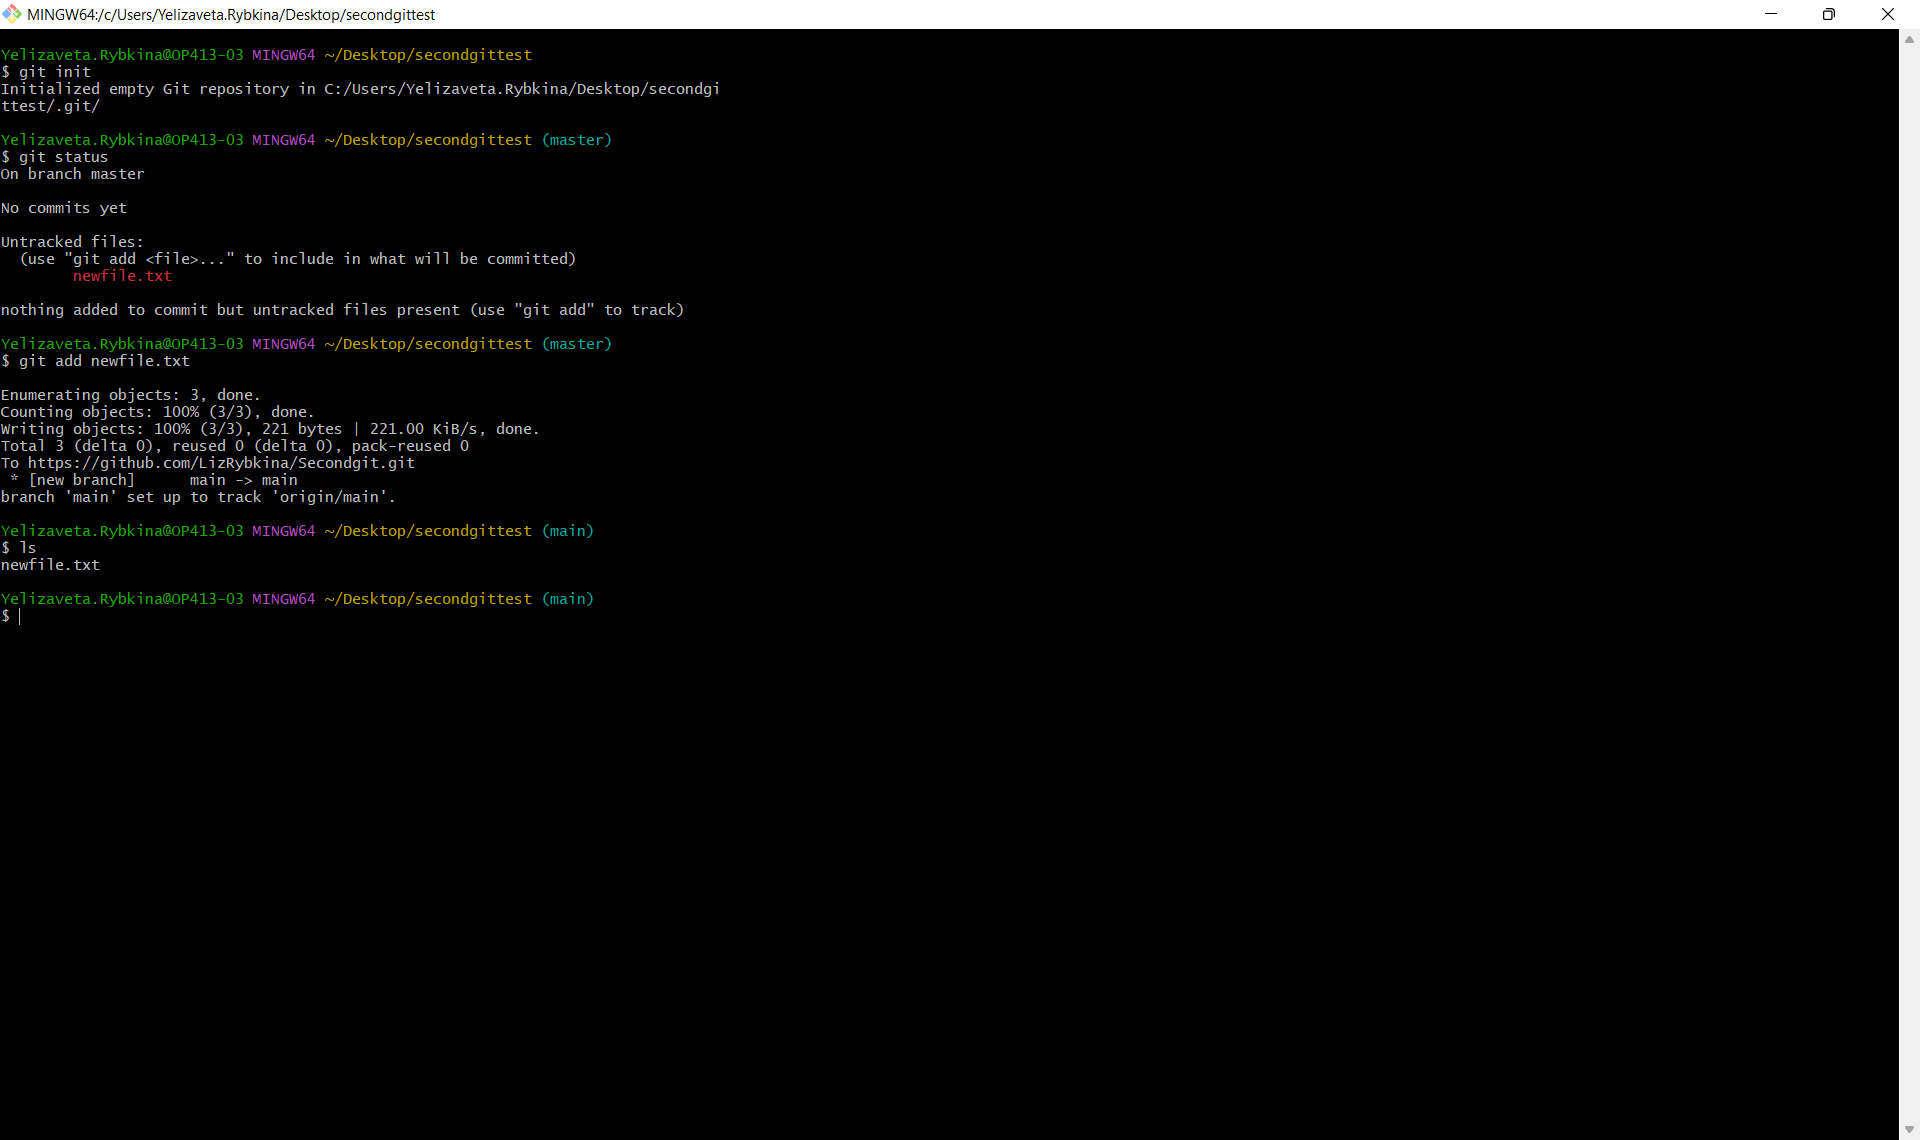 MINGW64:/c/Users/Yelizaveta.Rybkina/Desktop/secondgittest
Yelizaveta.Rybkina@OP413-03 MINGW64 ~/Desktop/secondgittest
$ git init
Initialized empty Git repository in C:/Users/Yelizaveta.Rybkina/Desktop/secondgi
ttest/.git/
Yelizaveta.Rybkina@OP413-03 MINGW64 ~/Desktop/secondgittest (master)
$ git status
On branch master
No commits yet
Untracked files:
  (use "git add <file>..." to include in what will be committed)
        newfile.txt
nothing added to commit but untracked files present (use "git add" to track)
Yelizaveta.Rybkina@OP413-03 MINGW64 ~/Desktop/secondgittest (master)
$ git add newfile.txt
Enumerating objects: 3, done.
Counting objects: 100% (3/3), done.
Writing objects: 100% (3/3), 221 bytes | 221.00 KiB/s, done.
Total 3 (delta 0), reused 0 (delta 0), pack-reused 0
To https://github.com/LizRybkina/Secondgit.git
 * [new branch]      main -> main
branch 'main' set up to track 'origin/main'.
Yelizaveta.Rybkina@OP413-03 MINGW64 ~/Desktop/secondgittest (main)
$ ls
newfile.txt
Yelizaveta.Rybkina@OP413-03 MINGW64 ~/Desktop/secondgittest (main)
$